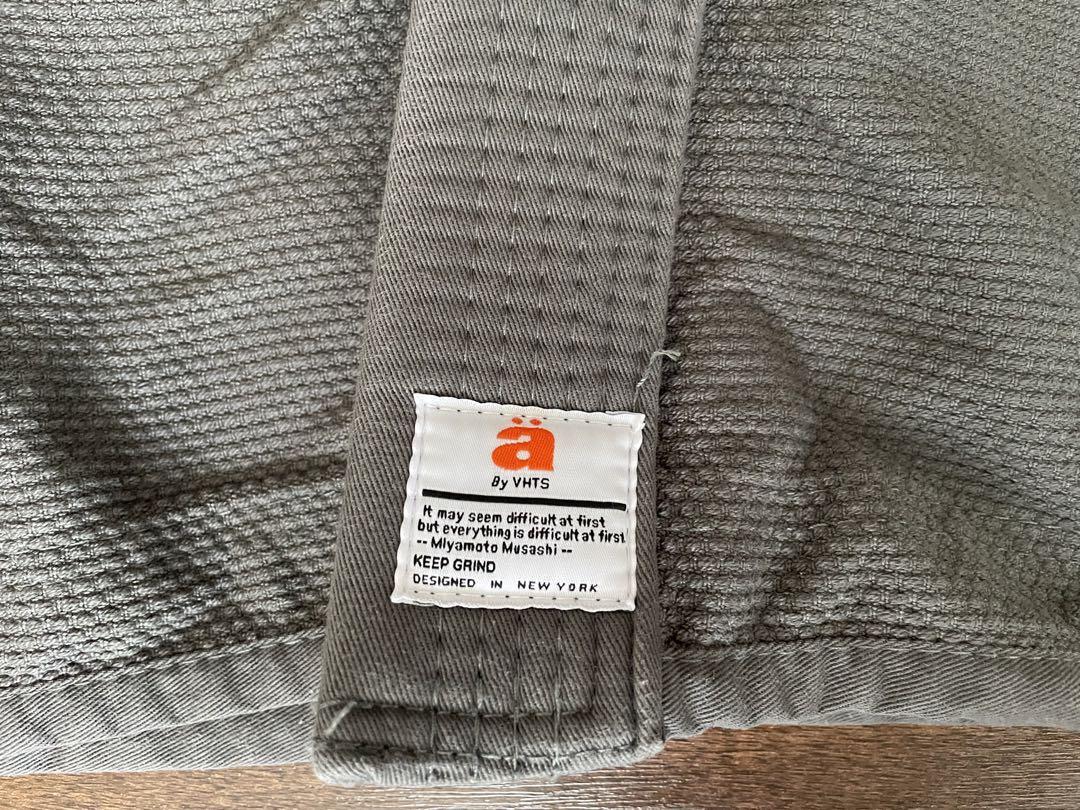 ä
By VHTS
It may seem difficult at first
but everything is difficult at first
-- MIyamoto Musashi --
KEEP GRIND
DESIGNED IN NEW YORK